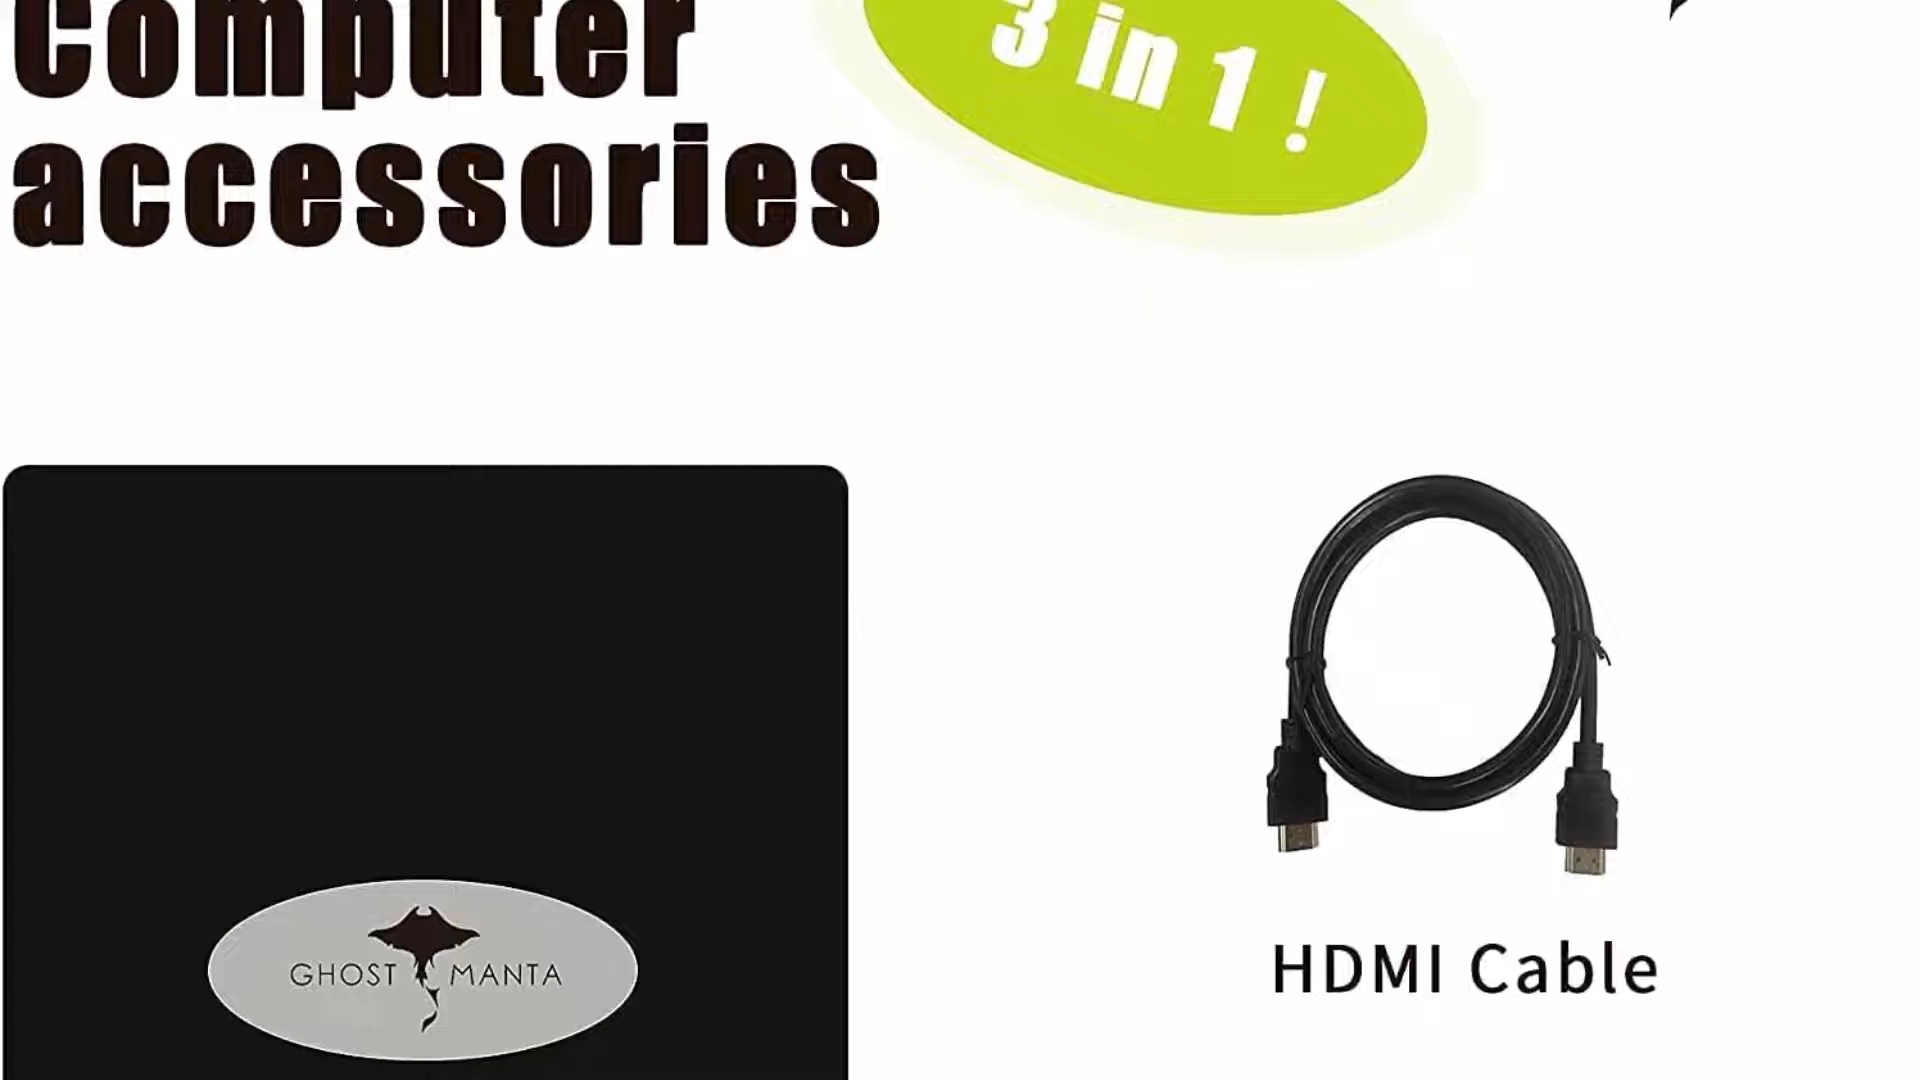 Computer
accessories
3 in 1 !
GHOST MANTA
HDMI Cable